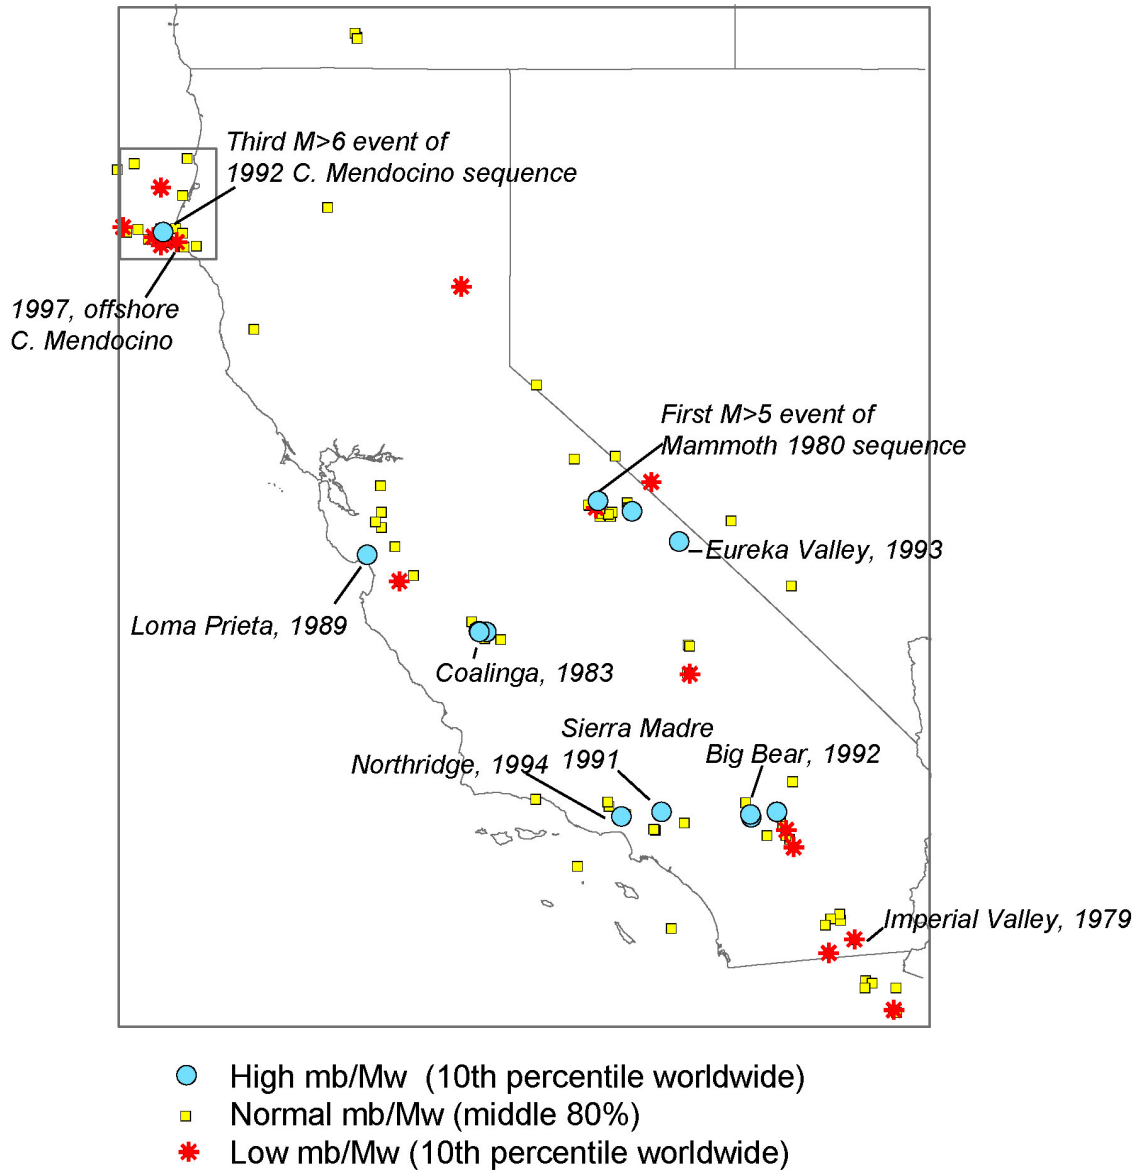 Third M>6 event of
1992 C. Mendocino sequence
1997, offshore
C. Mendocino
First M>5 event of
Mammoth 1980 sequence
Eureka Valley, 1993
Loma Prieta, 1989
Coalinga, 1983
Sierra Madre
1991
Northridge, 1994
Big Bear, 1992
Imperial Valley, 1979
High mb/Mw (10th percentile worldwide)
Normal mb/Mw (middle 80%)
Low mb/Mw (10th percentile worldwide)